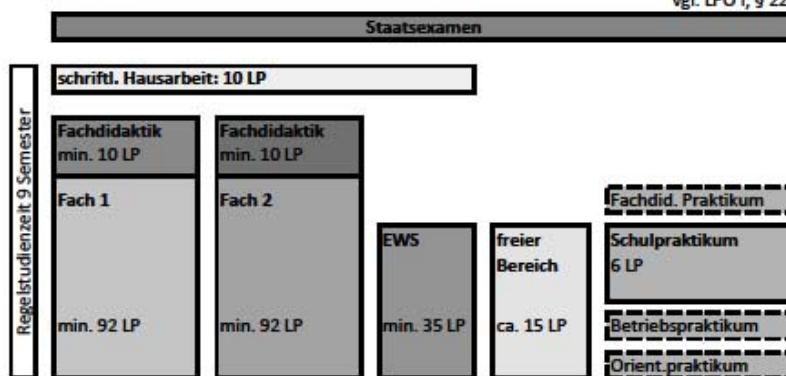 vgl. LPO I, § 22
Staatsexamen
Regelstudienzeit 9 Semester
schriftl. Hausarbeit: 10 LP
Fachdidaktik
min. 10 LP
Fach 1
min. 92 LP
Fachdidaktik
min. 10 LP
Fach 2
min. 92 LP
EWS
min. 35 LP
freier
Bereich
ca. 15 LP
Fachdid. Praktikum
Schulpraktikum
6 LP
Betriebspraktikum
Orient.praktikum